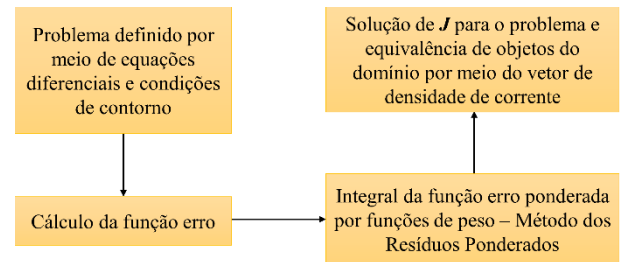 Problema definido por
meio de equações
diferenciais e condições
de contorno
Cálculo da função erro
Integral da função erro ponderada
por funções de peso – Método dos
Resíduos Ponderados
Solução de J para o problema e
equivalência de objetos do
domínio por meio do vetor de
densidade de corrente